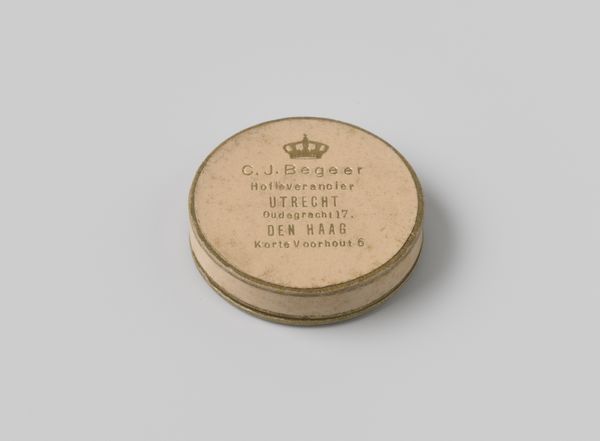 C. J. Begeer
Hofleverancier
UTRECHT
Oudegracht 17.
DEN HAAG
Korte Voorhout 6